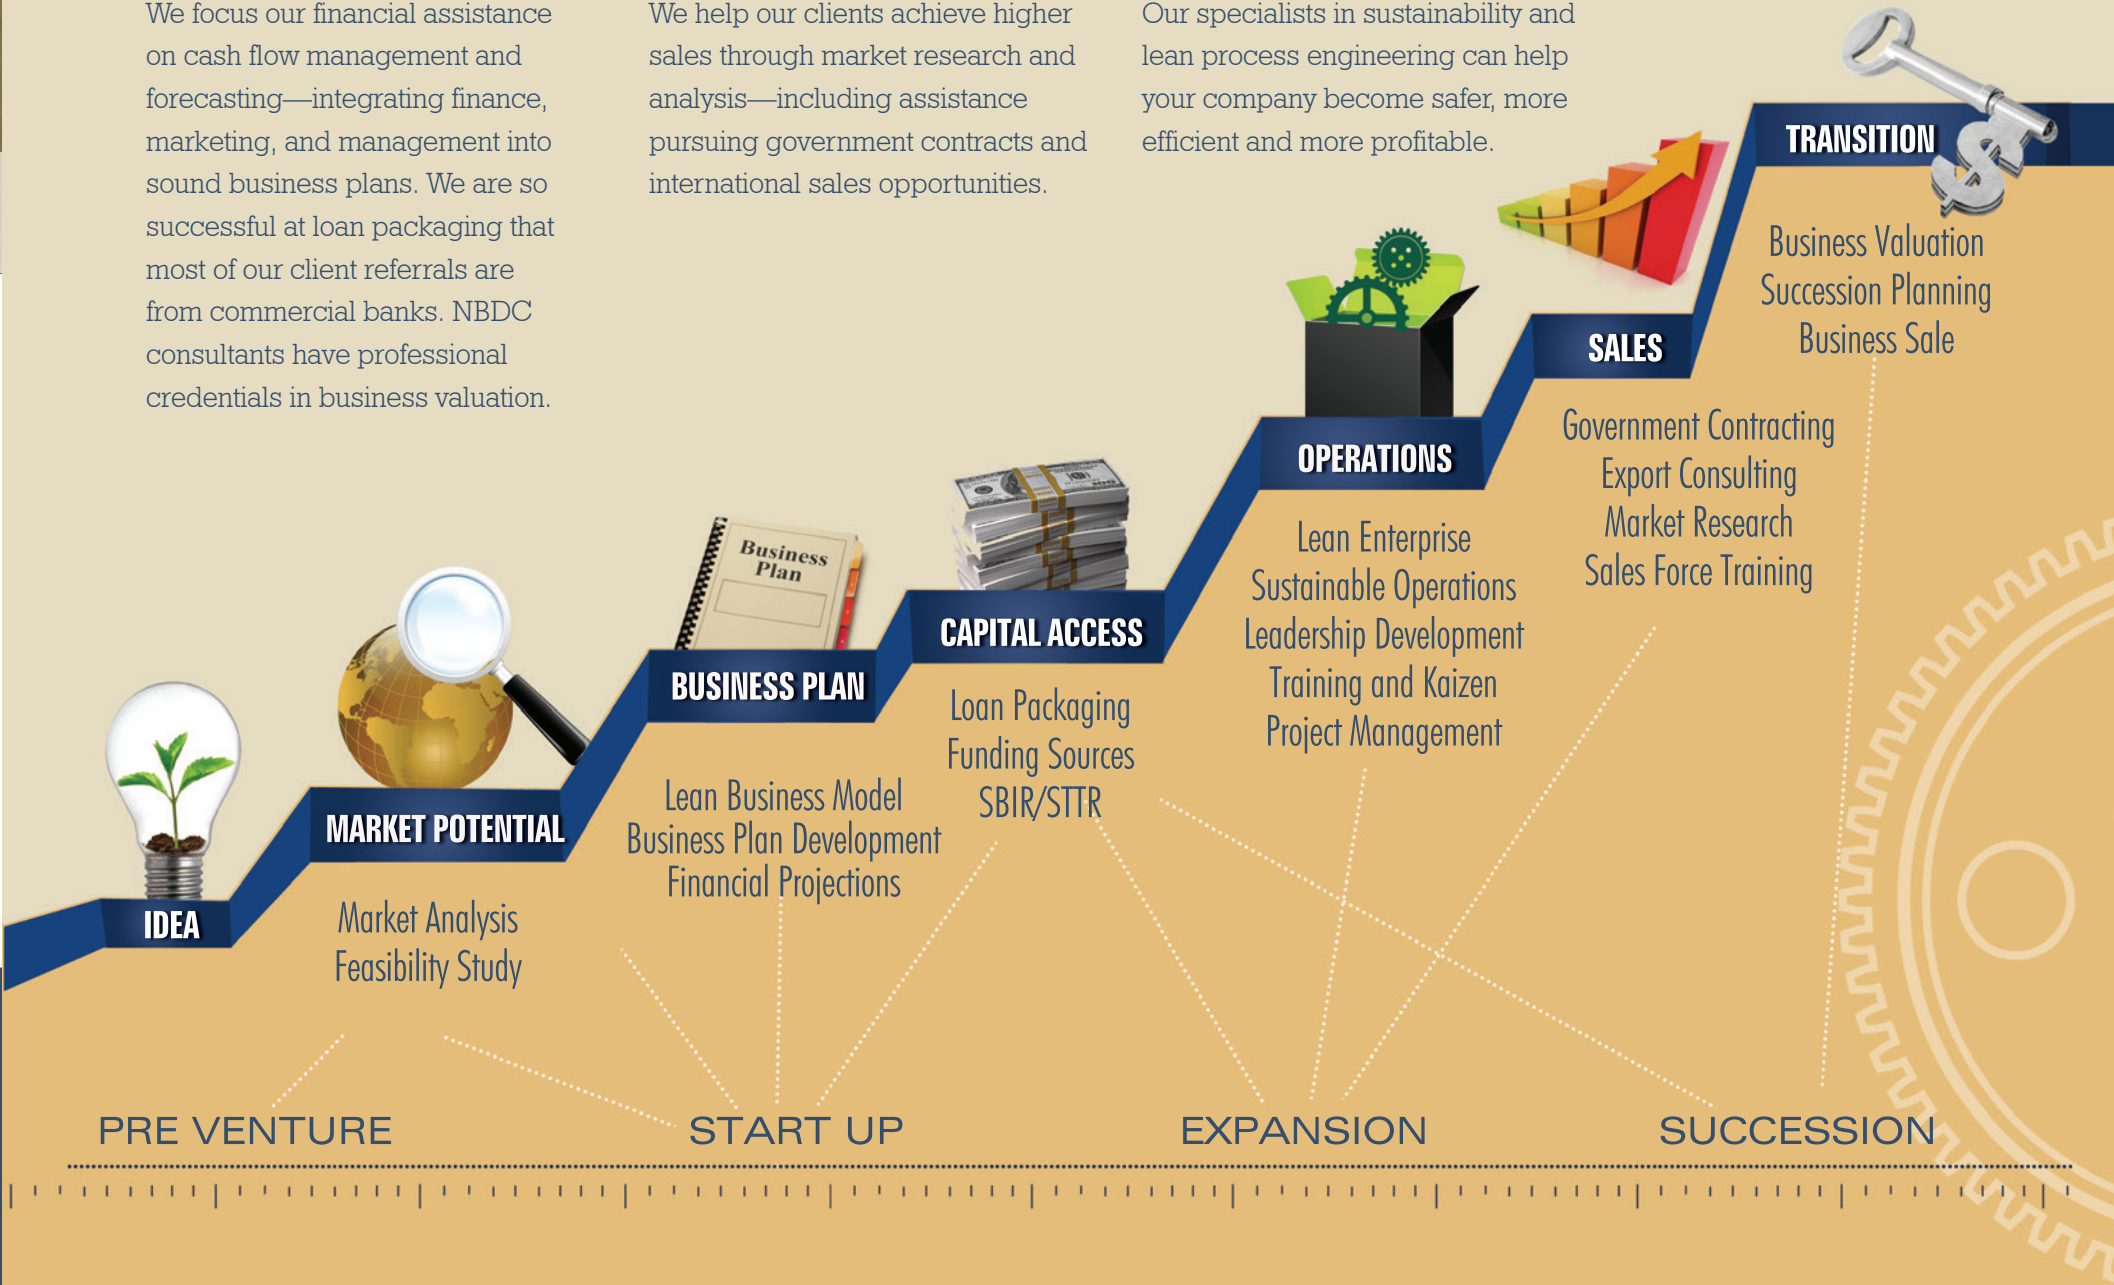 We focus our financial assistance
on cash flow management and
forecasting—integrating finance,
marketing, and management into
sound business plans. We are so
successful at loan packaging that
most of our client referrals are
from commercial banks. NBDC
consultants have professional
credentials in business valuation.
We help our clients achieve higher
sales through market research and
analysis—including assistance
pursuing government contracts and
international sales opportunities.
Our specialists in sustainability and
lean process engineering can help
your company become safer, more
efficient and more profitable.
IDEA
MARKET POTENTIAL
Market Analysis
Feasibility Study
Business
Plan
BUSINESS PLAN
Lean Business Model
Business Plan Development
Financial Projections
CAPITAL ACCESS
Loan Packaging
Funding Sources
SBIR/STTR
OPERATIONS
Lean Enterprise
Sustainable Operations
Leadership Development
Training and Kaizen
Project Management
SALES
Government Contracting
Export Consulting
Market Research
Sales Force Training
TRANSITION
$
Business Valuation
Succession Planning
Business Sale
PRE VENTURE
START UP
EXPANSION
SUCCESSION